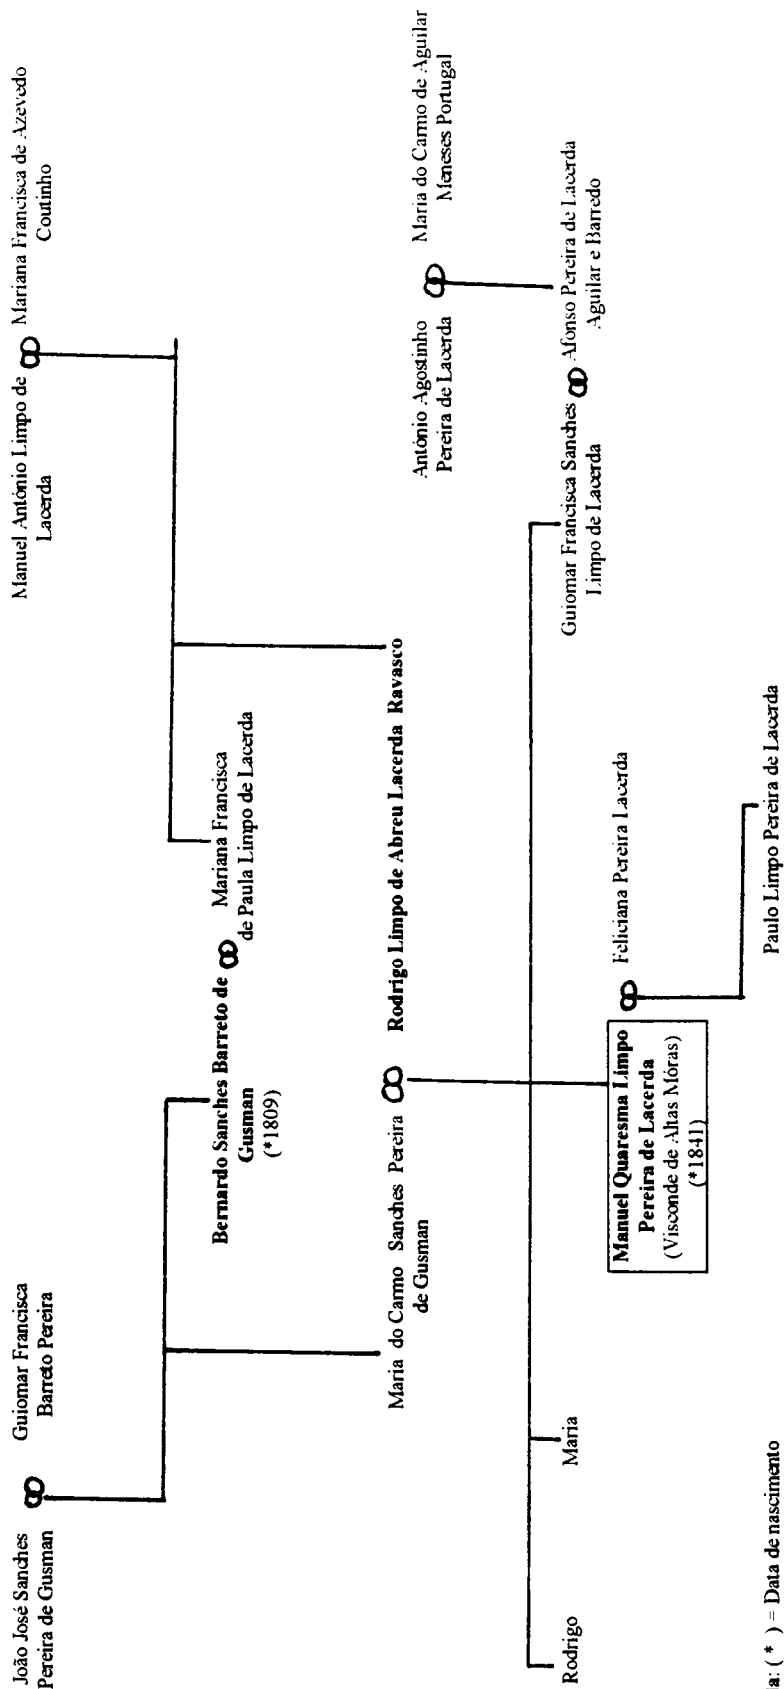 João José Sanches
Pereira de Gusman
Guiomar Francisca
Barreto Pereira
Manuel António Limpo de
Lacerda
Mariana Francisca de Azevedo
Coutinho
Bernardo Sanches Barreto de
Gusman
(*1809)
Mariana Francisca
de Paula Limpo de Lacerda
Maria do Carmo Sanches Pereira
de Gusman
Rodrigo Limpo de Abreu Lacerda Ravasco
António Agostinho
Pereira de Lacerda
Maria do Carmo de Aguilar
Meneses Portugal
Rodrigo
Maria
Manuel Quaresma Limpo
Pereira de Lacerda
(Visconde de Altas Móras)
(*1841)
Feliciana Pereira Lacerda
Guiomar Francisca Sanches
Limpo de Lacerda
Afonso Pereira de Lacerda
Aguilar e Barredo
Paulo Limpo Pereira de Lacerda
da: ( * ) = Data de nascimento